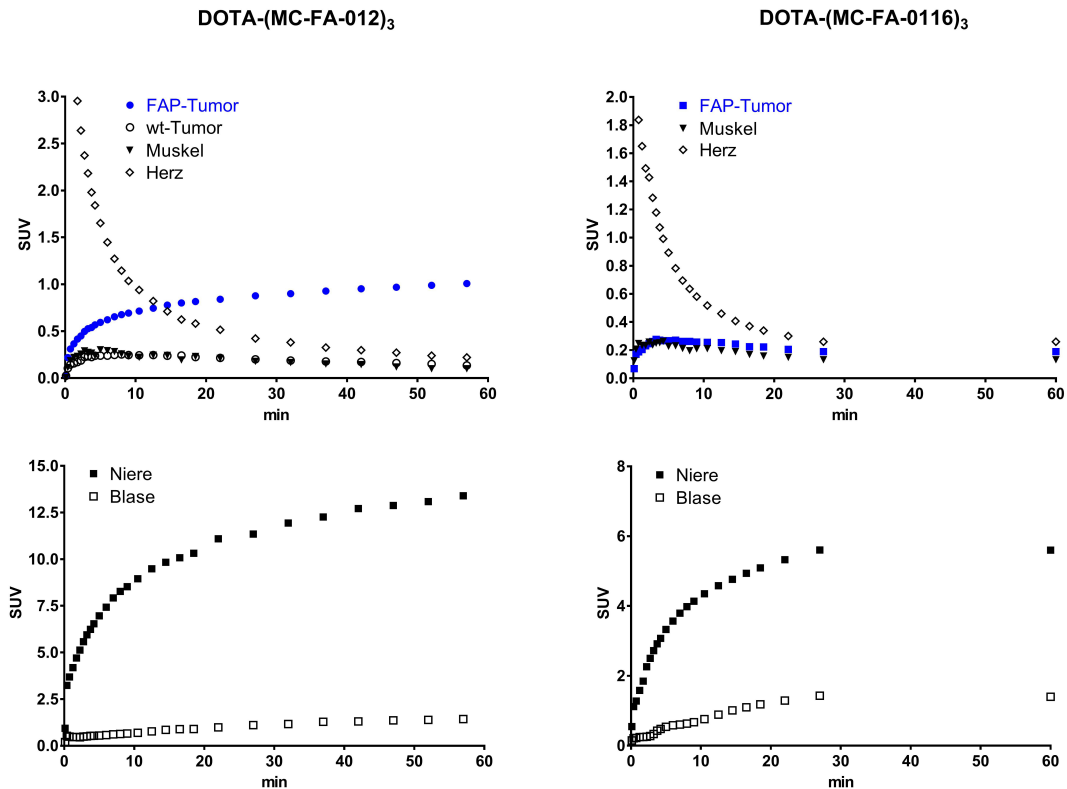 DOTA-(MC-FA-012)3
DOTA-(MC-FA-0116)3
3.0
2.5
2.0
1.5
1.0
0.5
0.0
SUV
FAP-Tumor
wt-Tumor
Muskel
Herz
0 10 20 30 40 50 60
min
2.0
1.8
1.6
1.4
1.2
1.0
0.8
0.6
0.4
0.2
0.0
SUV
FAP-Tumor
Muskel
Herz
0 10 20 30 40 50 60
min
15.0
12.5
10.0
7.5
5.0
2.5
0.0
SUV
Niere
Blase
0 10 20 30 40 50 60
min
8
6
4
2
0
SUV
Niere
Blase
0 10 20 30 40 50 60
min